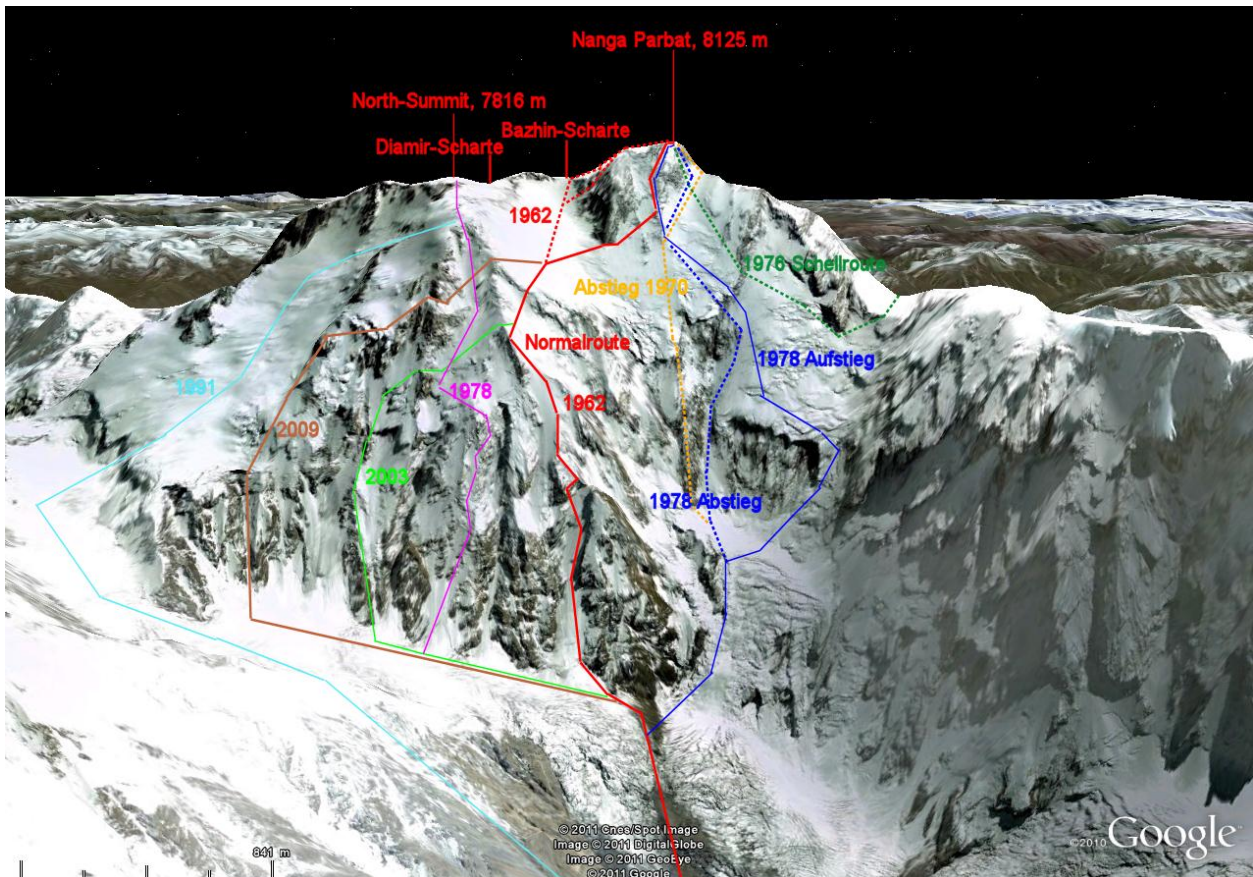 Nanga Parbat, 8125 m
North-Summit, 7816 m
Bazhin-Scharte
Diamir-Scharte
1962
1976 Schellroute
Abstieg 1970
Normalroute
1978 Aufstieg
1991
1978
1962
2009
2003
1978 Abstieg
© 2011 Cnes/Spot Image
Image © 2011 DigitalGlobe
Image © 2011 GeoEye
© 2011 Google
©2010 Google
841 m